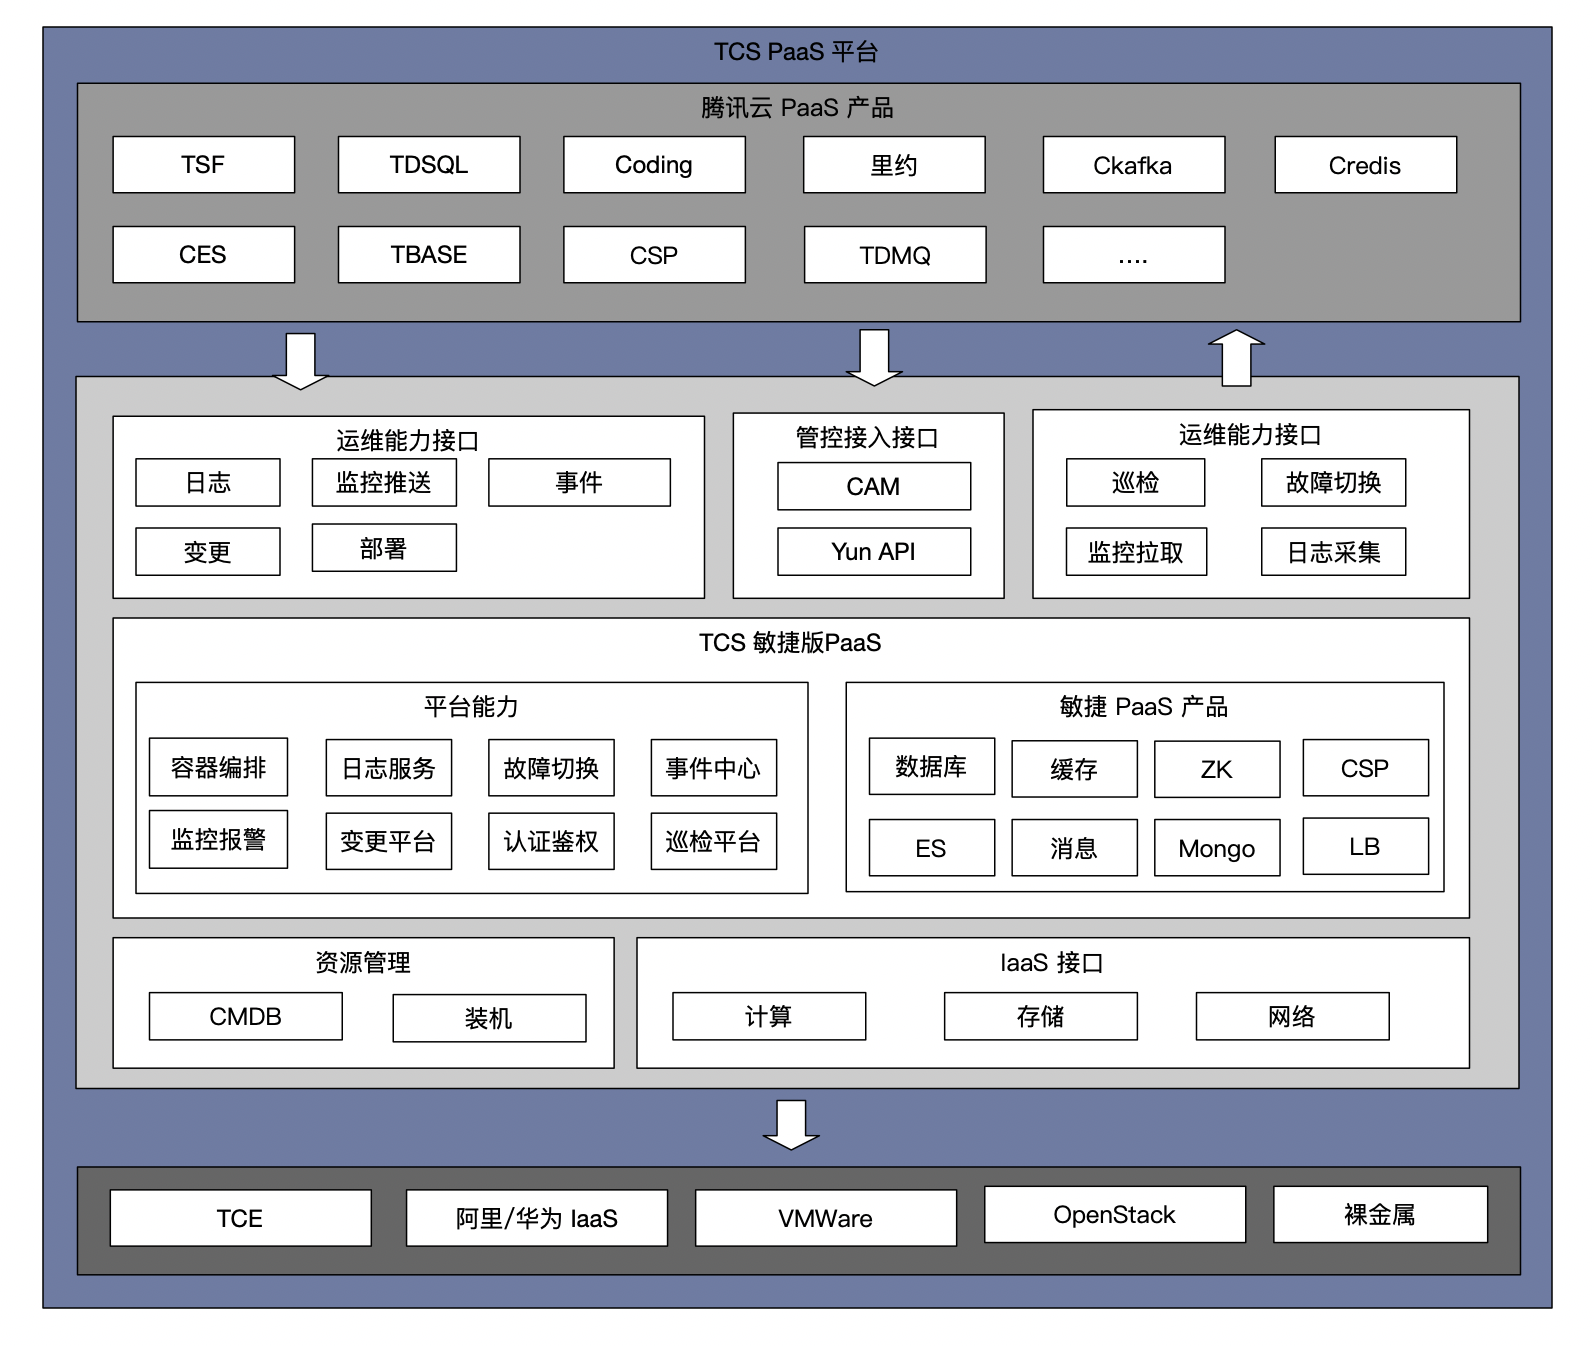 TCS PaaS 平台
腾讯云 PaaS 产品
TSF
TDSQL
Coding
里约
Ckafka
Credis
CES
TBASE
CSP
TDMQ
....
运维能力接口
日志
监控推送
事件
变更
部署
管控接入接口
CAM
Yun API
运维能力接口
巡检
故障切换
监控拉取
日志采集
TCS 敏捷版PaaS
平台能力
容器编排
日志服务
故障切换
事件中心
监控报警
变更平台
认证鉴权
巡检平台
敏捷 PaaS 产品
数据库
缓存
ZK
CSP
ES
消息
Mongo
LB
资源管理
CMDB
装机
IaaS 接口
计算
存储
网络
TCE
阿里/华为 IaaS
VMWare
OpenStack
裸金属